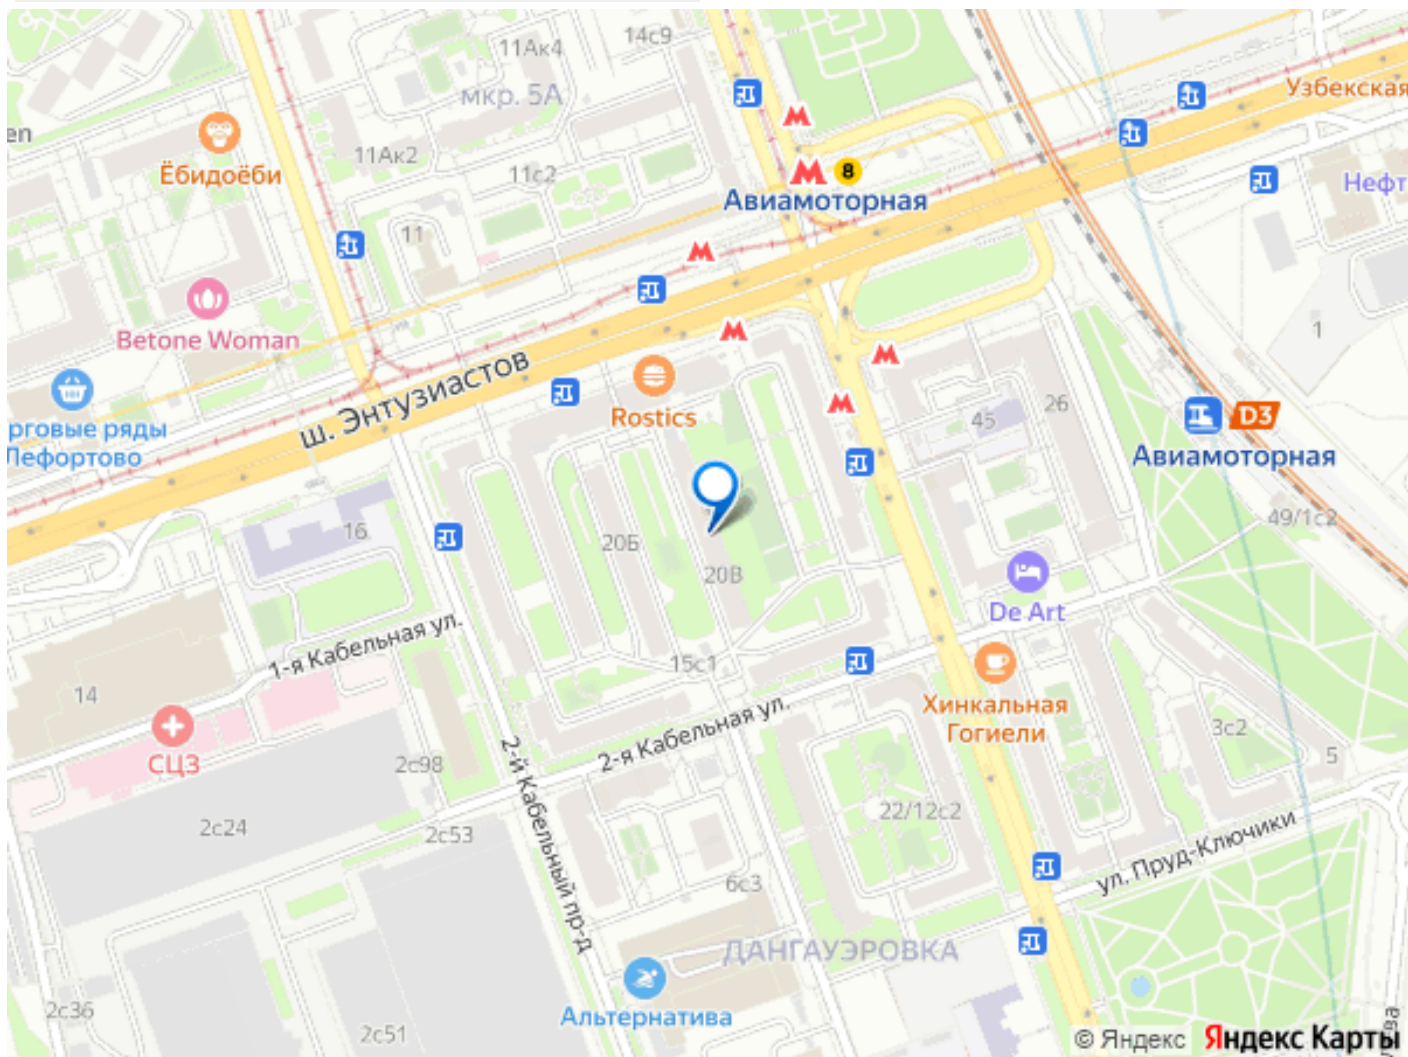 14с9
11Ак4
мкр. 5А
Узбекская
en
Ёбидоёби
11Ак2
11с2
8
Авиамоторная
Нефт
11
Betone Woman
1
ш. Энтузиастов
Rostics
рговые ряды
Лефортово
45
26
D3
Авиамоторная
16
20Б
20В
49/1с2
De Art
1-я Кабельная ул.
15с1
14
2-я Кабельная ул.
Хинкальная
Гогиели
3с2
5
СЦЗ
2с98
2-й Кабельный пр-д
2с24
2с53
22/12с2
ул. Пруд-Ключики
6с3
ДАНГАУЭРОВКА
2с36
2с51
Альтернатива
© Яндекс
Яндекс Карты